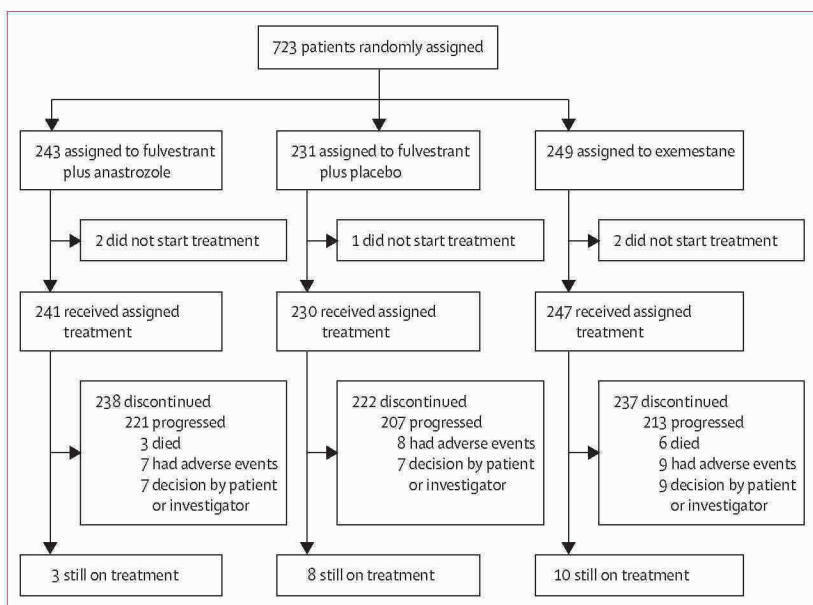 723 patients randomly assigned
243 assigned to fulvestrant
plus anastrozole
231 assigned to fulvestrant
plus placebo
249 assigned to exemestane
2 did not start treatment
1 did not start treatment
2 did not start treatment
241 received assigned
treatment
230 received assigned
treatment
247 received assigned
treatment
238 discontinued
221 progressed
3 died
7 had adverse events
7 decision by patient
or investigator
222 discontinued
207 progressed
8 had adverse events
7 decision by patient
or investigator
237 discontinued
213 progressed
6 died
9 had adverse events
9 decision by patient
or investigator
3 still on treatment
8 still on treatment
10 still on treatment